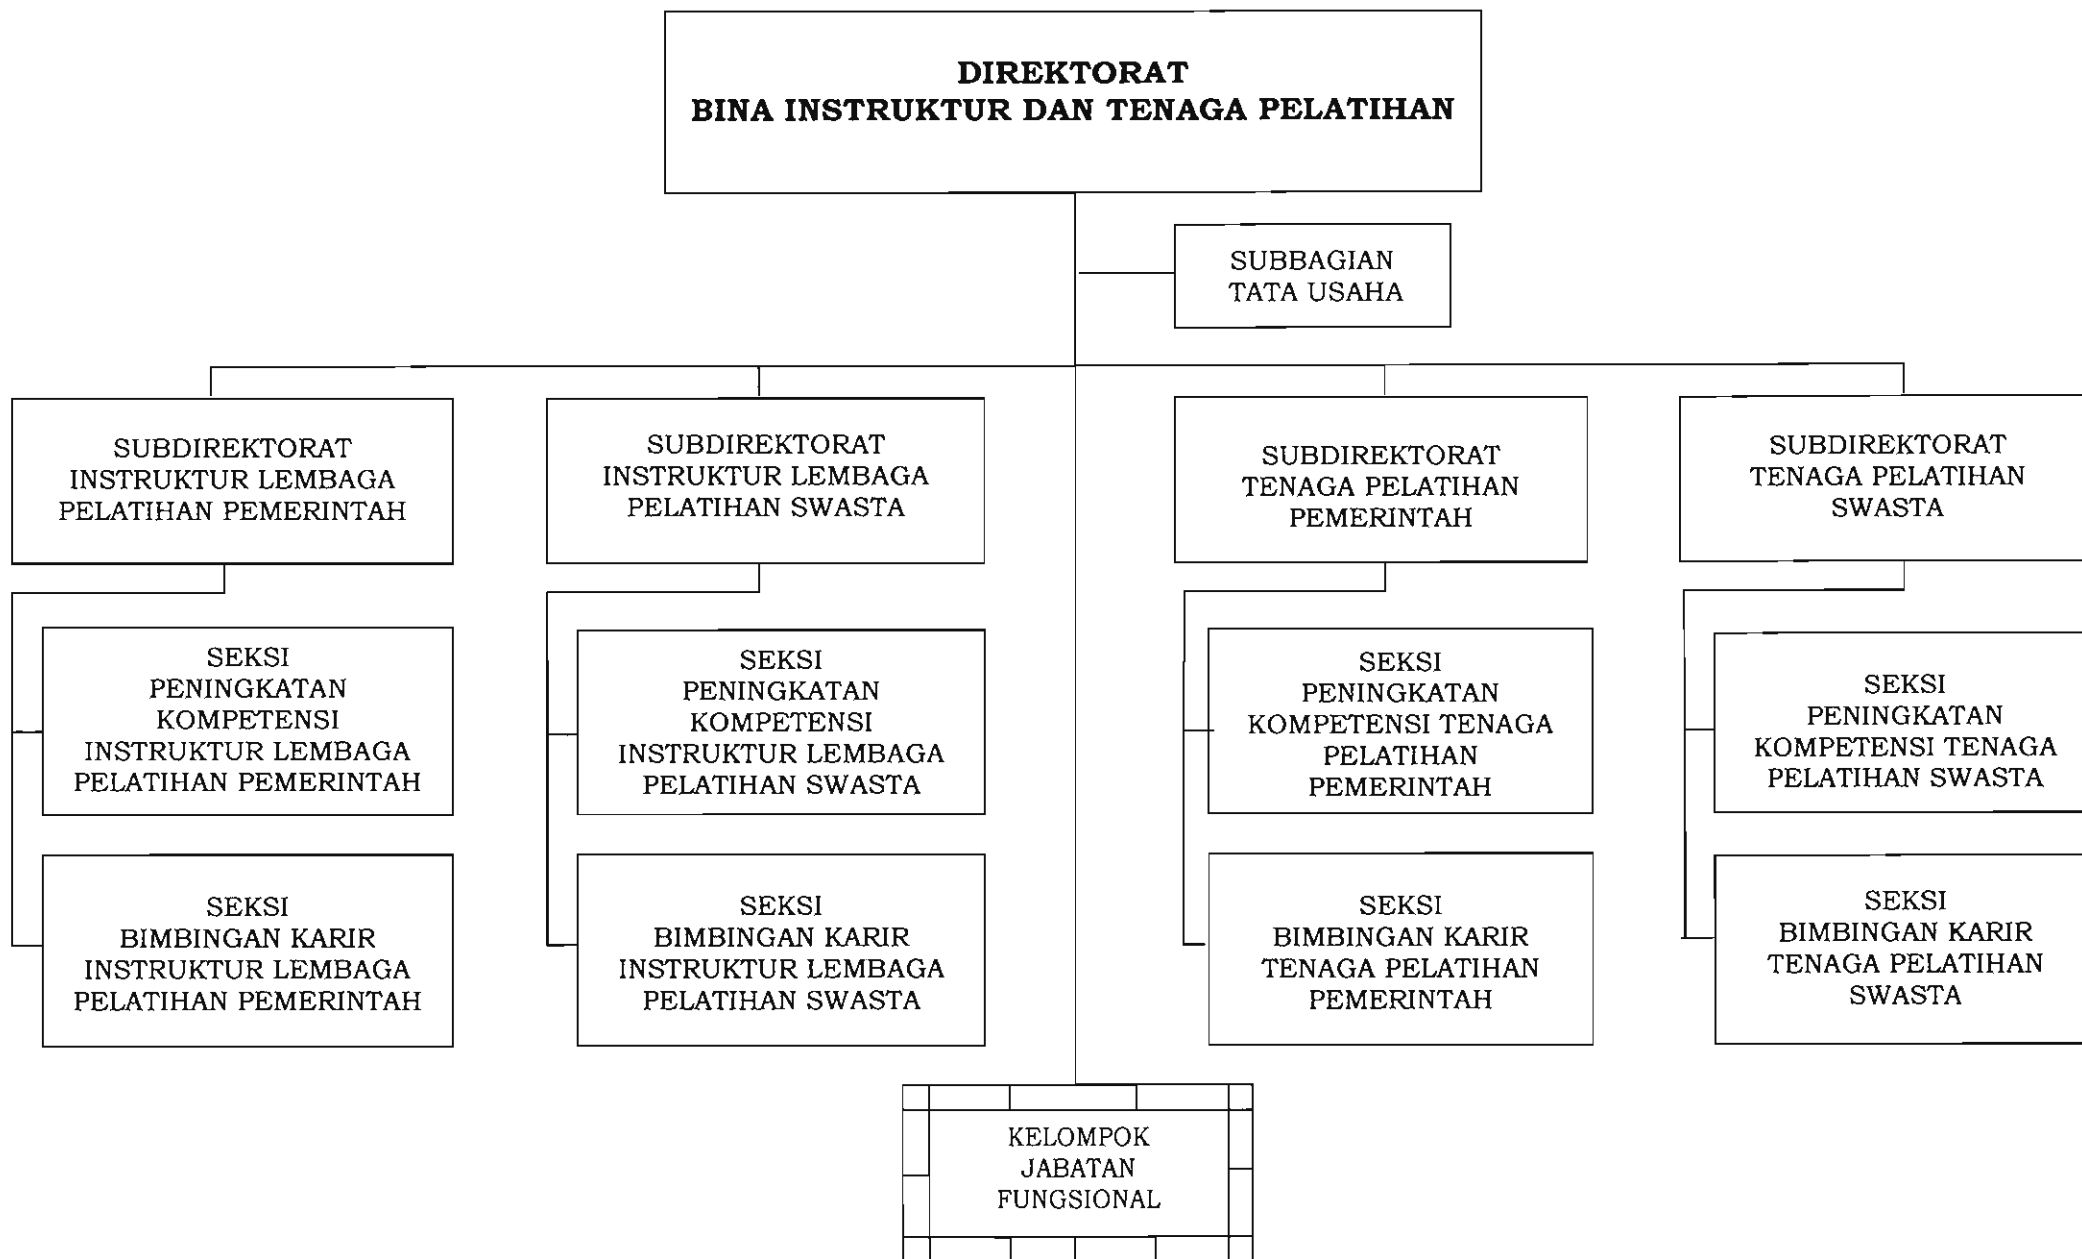 DIREKTORAT
BINA INSTRUKTUR DAN TENAGA PELATIHAN
SUBBAGIAN
TATA USAHA
SUBDIREKTORAT
INSTRUKTUR LEMBAGA
PELATIHAN PEMERINTAH
SUBDIREKTORAT
INSTRUKTUR LEMBAGA
PELATIHAN SWASTA
SUBDIREKTORAT
TENAGA PELATIHAN
PEMERINTAH
SUBDIREKTORAT
TENAGA PELATIHAN
SWASTA
SEKSI
PENINGKATAN
KOMPETENSI
INSTRUKTUR LEMBAGA
PELATIHAN PEMERINTAH
SEKSI
PENINGKATAN
KOMPETENSI
INSTRUKTUR LEMBAGA
PELATIHAN SWASTA
SEKSI
PENINGKATAN
KOMPETENSI TENAGA
PELATIHAN
PEMERINTAH
SEKSI
PENINGKATAN
KOMPETENSI TENAGA
PELATIHAN SWASTA
SEKSI
BIMBINGAN KARIR
INSTRUKTUR LEMBAGA
PELATIHAN PEMERINTAH
SEKSI
BIMBINGAN KARIR
INSTRUKTUR LEMBAGA
PELATIHAN SWASTA
SEKSI
BIMBINGAN KARIR
TENAGA PELATIHAN
PEMERINTAH
SEKSI
BIMBINGAN KARIR
TENAGA PELATIHAN
SWASTA
KELOMPOK
JABATAN
FUNGSIONAL